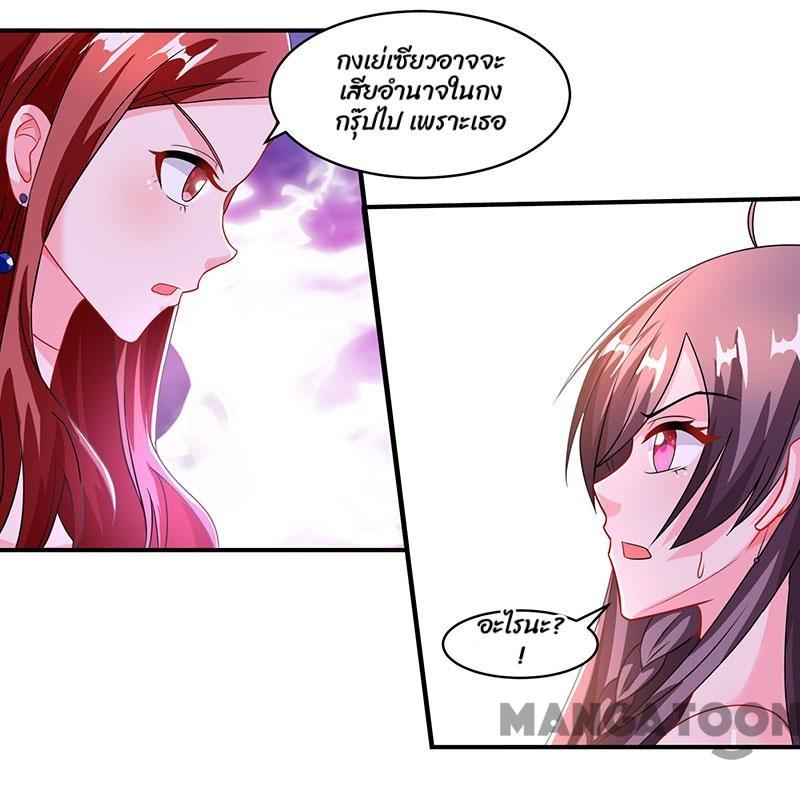 กงเย่เซียวอาจจะ
เสียอำนาจในกง
กรุ๊ปไป เพราะเธอ
อะไรนะ?
!
MANGATOON